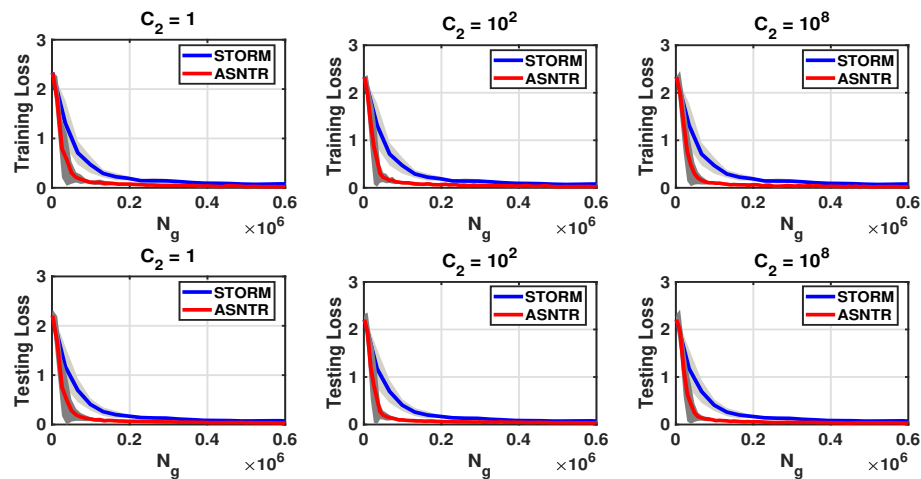 C2 = 1
Training Loss
3
2
1
0
STORM
ASNTR
0 0.2 0.4 0.6
Ng
×10^6
C2 = 10^2
Training Loss
3
2
1
0
STORM
ASNTR
0 0.2 0.4 0.6
Ng
×10^6
C2 = 10^8
Training Loss
3
2
1
0
STORM
ASNTR
0 0.2 0.4 0.6
Ng
×10^6
C2 = 1
Testing Loss
3
2
1
0
STORM
ASNTR
0 0.2 0.4 0.6
Ng
×10^6
C2 = 10^2
Testing Loss
3
2
1
0
STORM
ASNTR
0 0.2 0.4 0.6
Ng
×10^6
C2 = 10^8
Testing Loss
3
2
1
0
STORM
ASNTR
0 0.2 0.4 0.6
Ng
×10^6